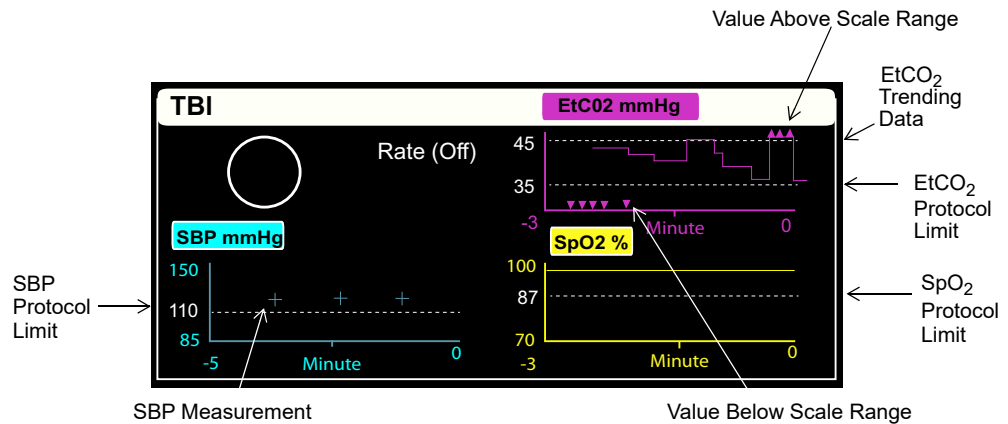 Value Above Scale Range
EtCO2
Trending
Data
TBI
EtC02 mmHg
Rate (Off)
45
35
-3
Minute
0
EtCO2
Protocol
Limit
SBP mmHg
150
110
85
-5
Minute
0
SpO2 %
100
87
70
-3
Minute
0
SBP
Protocol
Limit
SpO2
Protocol
Limit
SBP Measurement
Value Below Scale Range